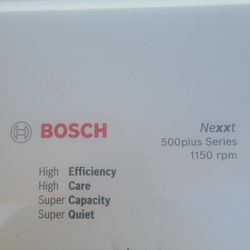 BOSCH
Nexxt
500plus Series
1150 rpm
High Efficiency
High Care
Super Capacity
Super Quiet